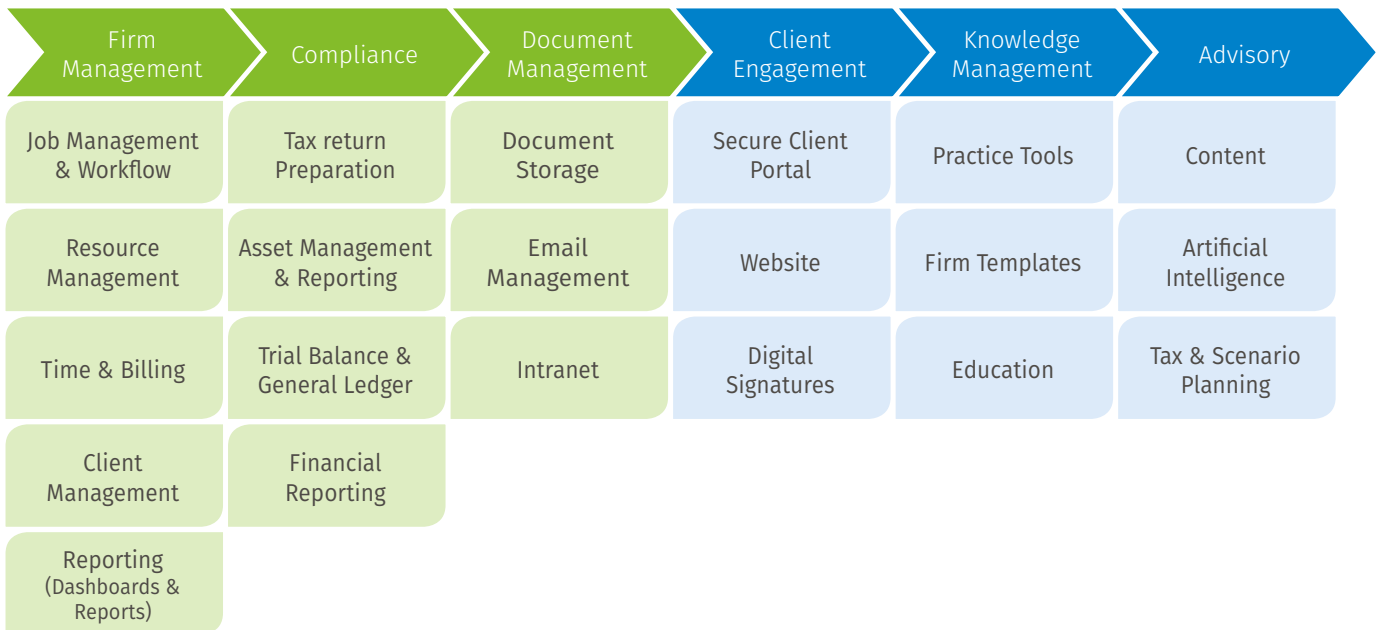 Firm
Management
Compliance
Document
Management
Client
Engagement
Knowledge
Management
Advisory
Job Management
& Workflow
Tax return
Preparation
Document
Storage
Secure Client
Portal
Practice Tools
Content
Resource
Management
Asset Management
& Reporting
Email
Management
Website
Firm Templates
Artificial
Intelligence
Time & Billing
Trial Balance &
General Ledger
Intranet
Digital
Signatures
Education
Tax & Scenario
Planning
Client
Management
Financial
Reporting
Reporting
(Dashboards &
Reports)